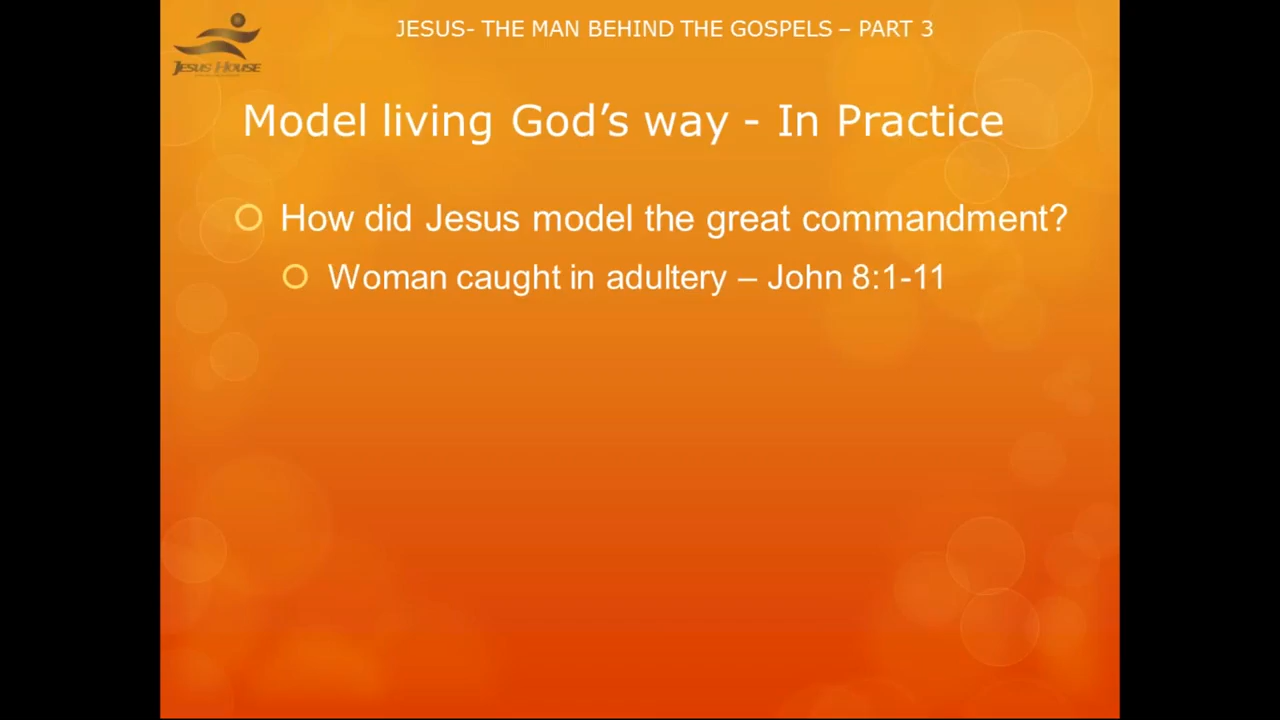 JESUS- THE MAN BEHIND THE GOSPELS – PART 3
JESUS HOUSE
Model living God’s way - In Practice
How did Jesus model the great commandment?
Woman caught in adultery – John 8:1-11